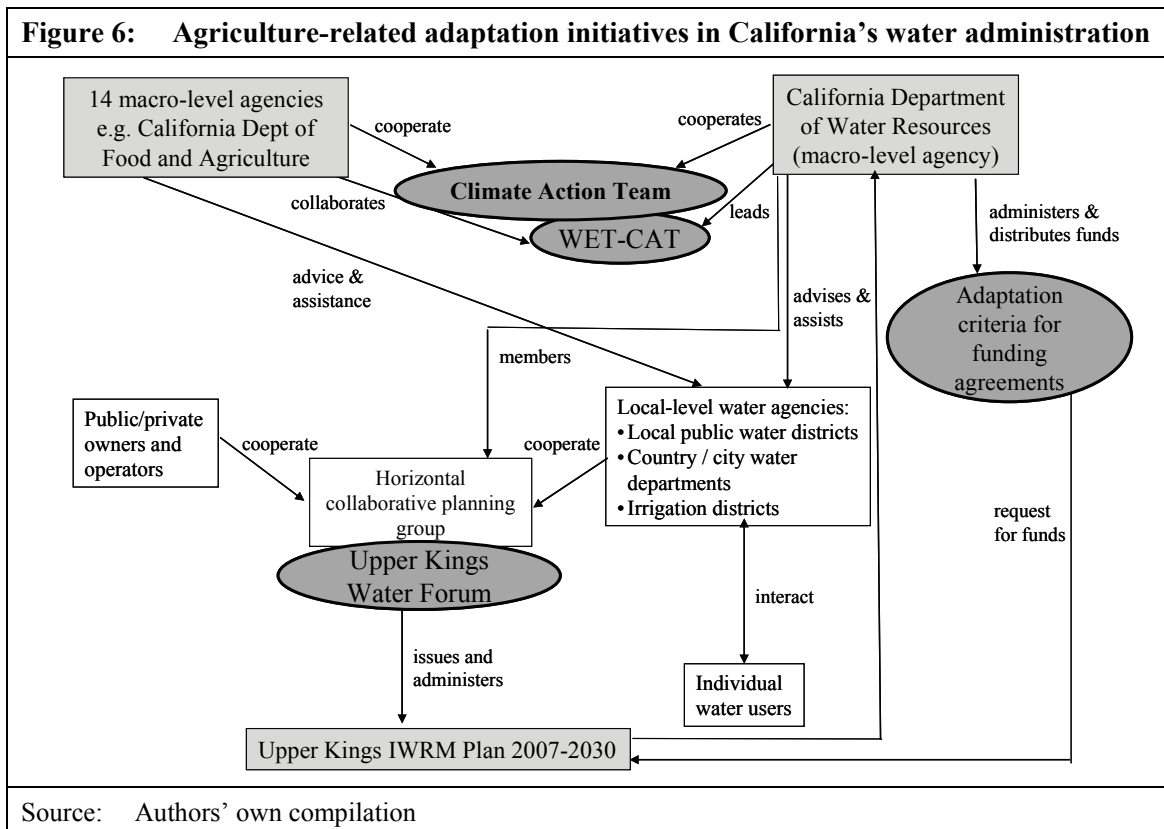 Figure 6: Agriculture-related adaptation initiatives in California's water administration
14 macro-level agencies
e.g. California Dept of
Food and Agriculture
cooperate
cooperates
California Department
of Water Resources
(macro-level agency)
Climate Action Team
collaborates
leads
WET-CAT
administers &
distributes funds
advice &
assistance
advises &
assists
Adaptation
criteria for
funding
agreements
members
Public/private
owners and
operators
cooperate
Horizontal
collaborative planning
group
cooperate
Local-level water agencies:
• Local public water districts
• Country / city water
departments
• Irrigation districts
request
for funds
Upper Kings
Water Forum
interact
issues and
administers
Individual
water users
Upper Kings IWRM Plan 2007-2030
Source: Authors' own compilation